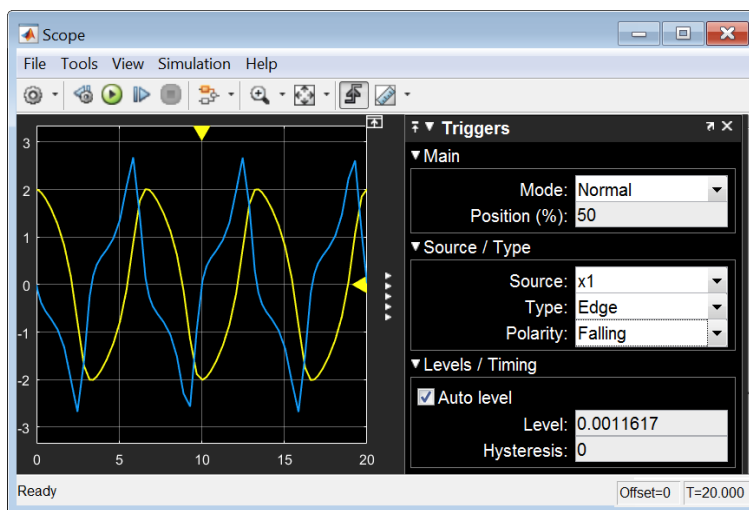 Scope
File Tools View Simulation Help
Triggers
Main
Mode: Normal
Position (%): 50
Source / Type
Source: x1
Type: Edge
Polarity: Falling
Levels / Timing
Auto level
Level: 0.0011617
Hysteresis: 0
3
2
1
0
-1
-2
-3
0 5 10 15 20
Ready Offset=0 T=20.000